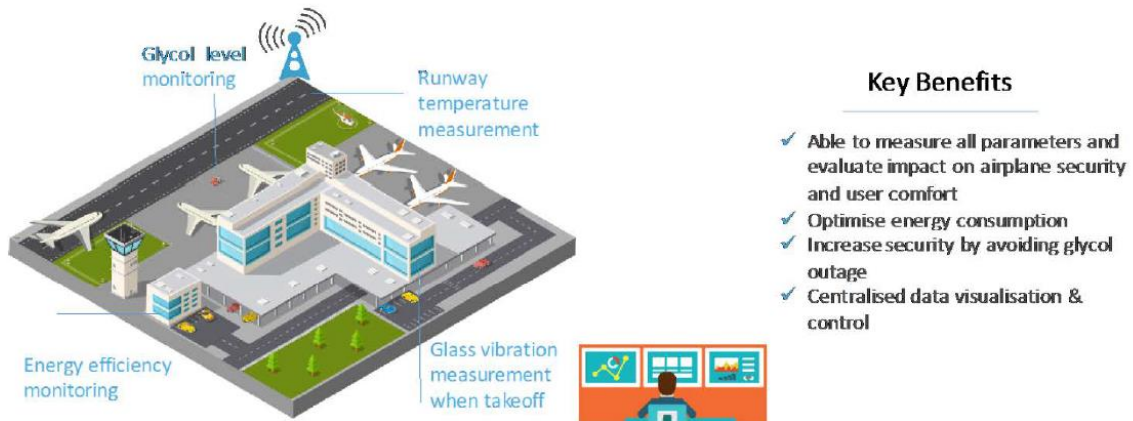 Glycol level
monitoring
Runway
temperature
measurement
Energy efficiency
monitoring
Glass vibration
measurement
when takeoff
Key Benefits
✓ Able to measure all parameters and
evaluate impact on airplane security
and user comfort
✓ Optimise energy consumption
✓ Increase security by avoiding glycol
outage
✓ Centralised data visualisation &
control